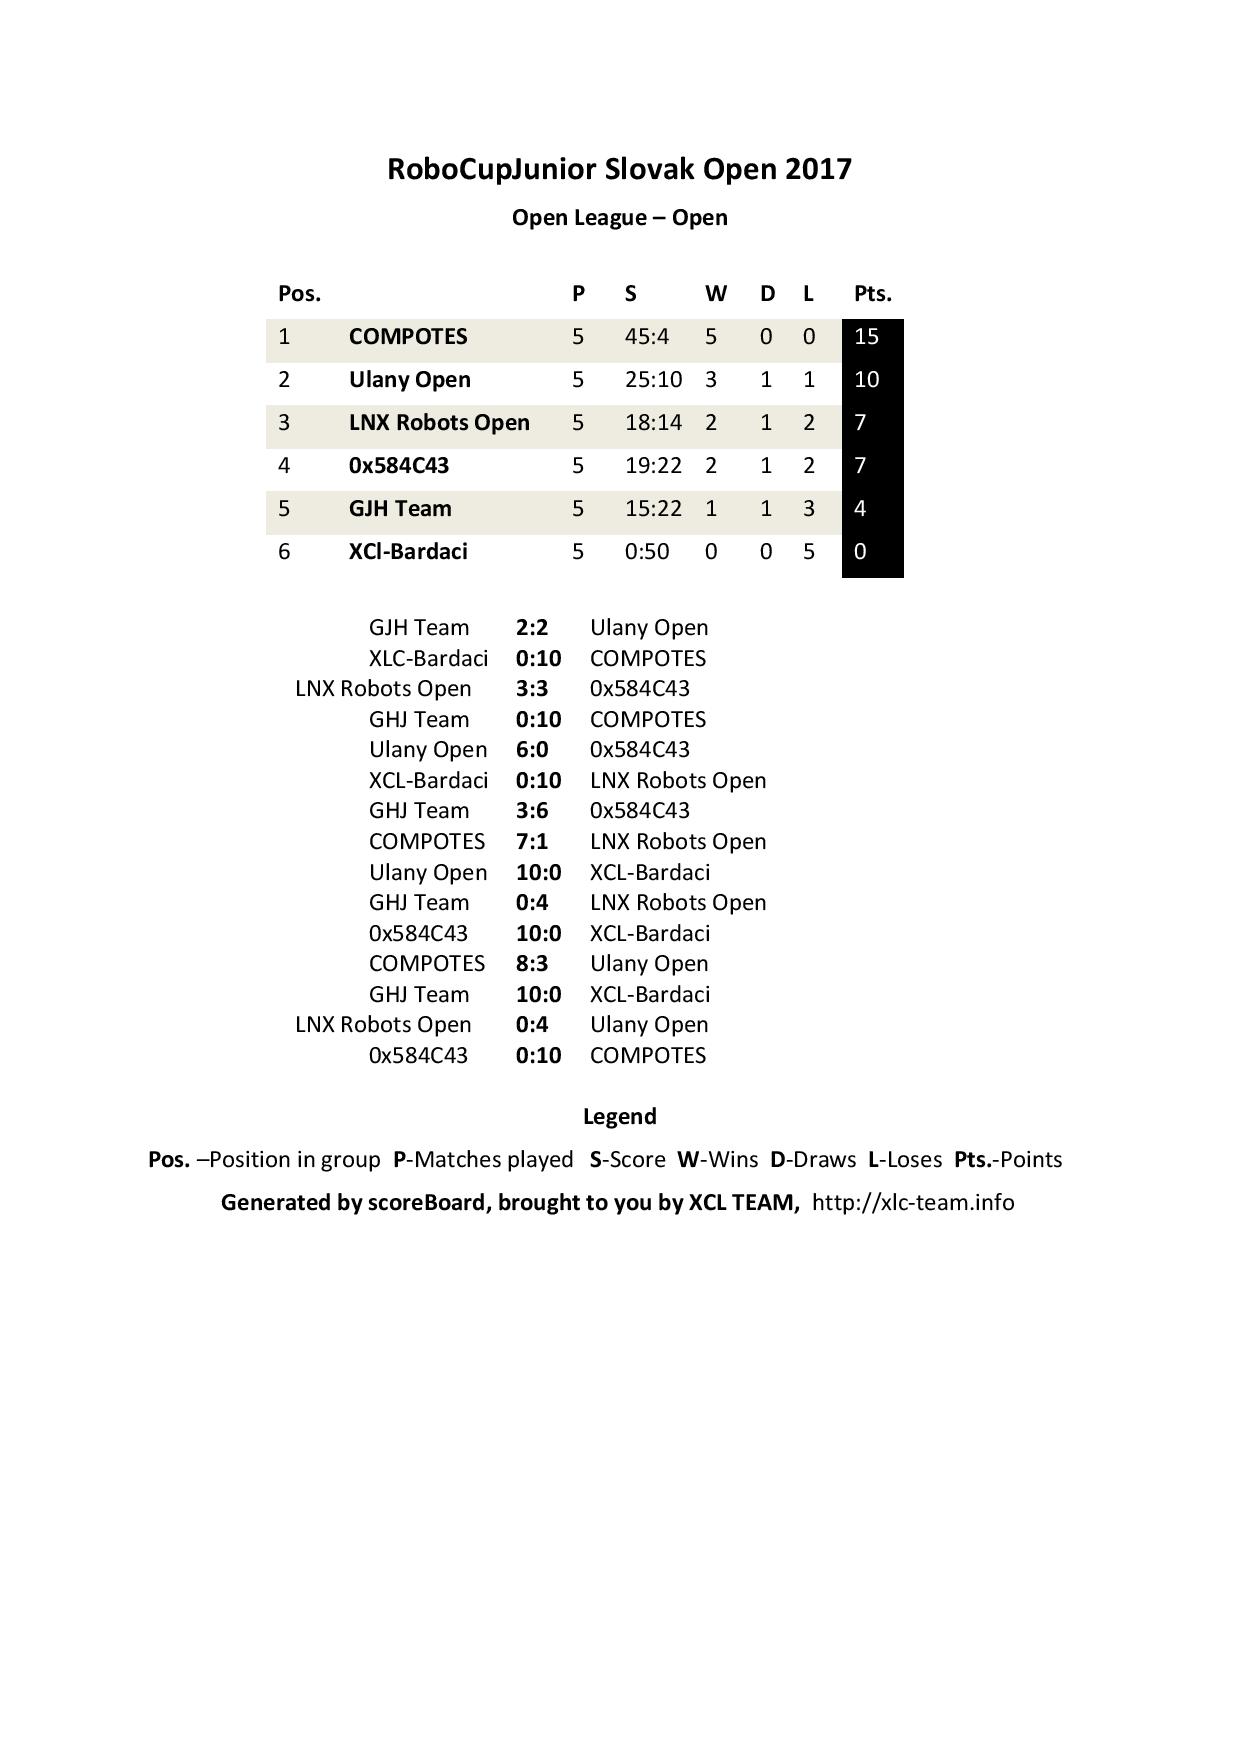 RoboCupJunior Slovak Open 2017
Open League – Open
Pos. P S W D L Pts.
1 COMPOTES 5 45:4 5 0 0 15
2 Ulany Open 5 25:10 3 1 1 10
3 LNX Robots Open 5 18:14 2 1 2 7
4 0x584C43 5 19:22 2 1 2 7
5 GJH Team 5 15:22 1 1 3 4
6 XCl-Bardaci 5 0:50 0 0 5 0
GJH Team 2:2 Ulany Open
XLC-Bardaci 0:10 COMPOTES
LNX Robots Open 3:3 0x584C43
GHJ Team 0:10 COMPOTES
Ulany Open 6:0 0x584C43
XCL-Bardaci 0:10 LNX Robots Open
GHJ Team 3:6 0x584C43
COMPOTES 7:1 LNX Robots Open
Ulany Open 10:0 XCL-Bardaci
GHJ Team 0:4 LNX Robots Open
0x584C43 10:0 XCL-Bardaci
COMPOTES 8:3 Ulany Open
GHJ Team 10:0 XCL-Bardaci
LNX Robots Open 0:4 Ulany Open
0x584C43 0:10 COMPOTES
Legend
Pos. –Position in group P-Matches played S-Score W-Wins D-Draws L-Loses Pts.-Points
Generated by scoreBoard, brought to you by XCL TEAM, http://xlc-team.info